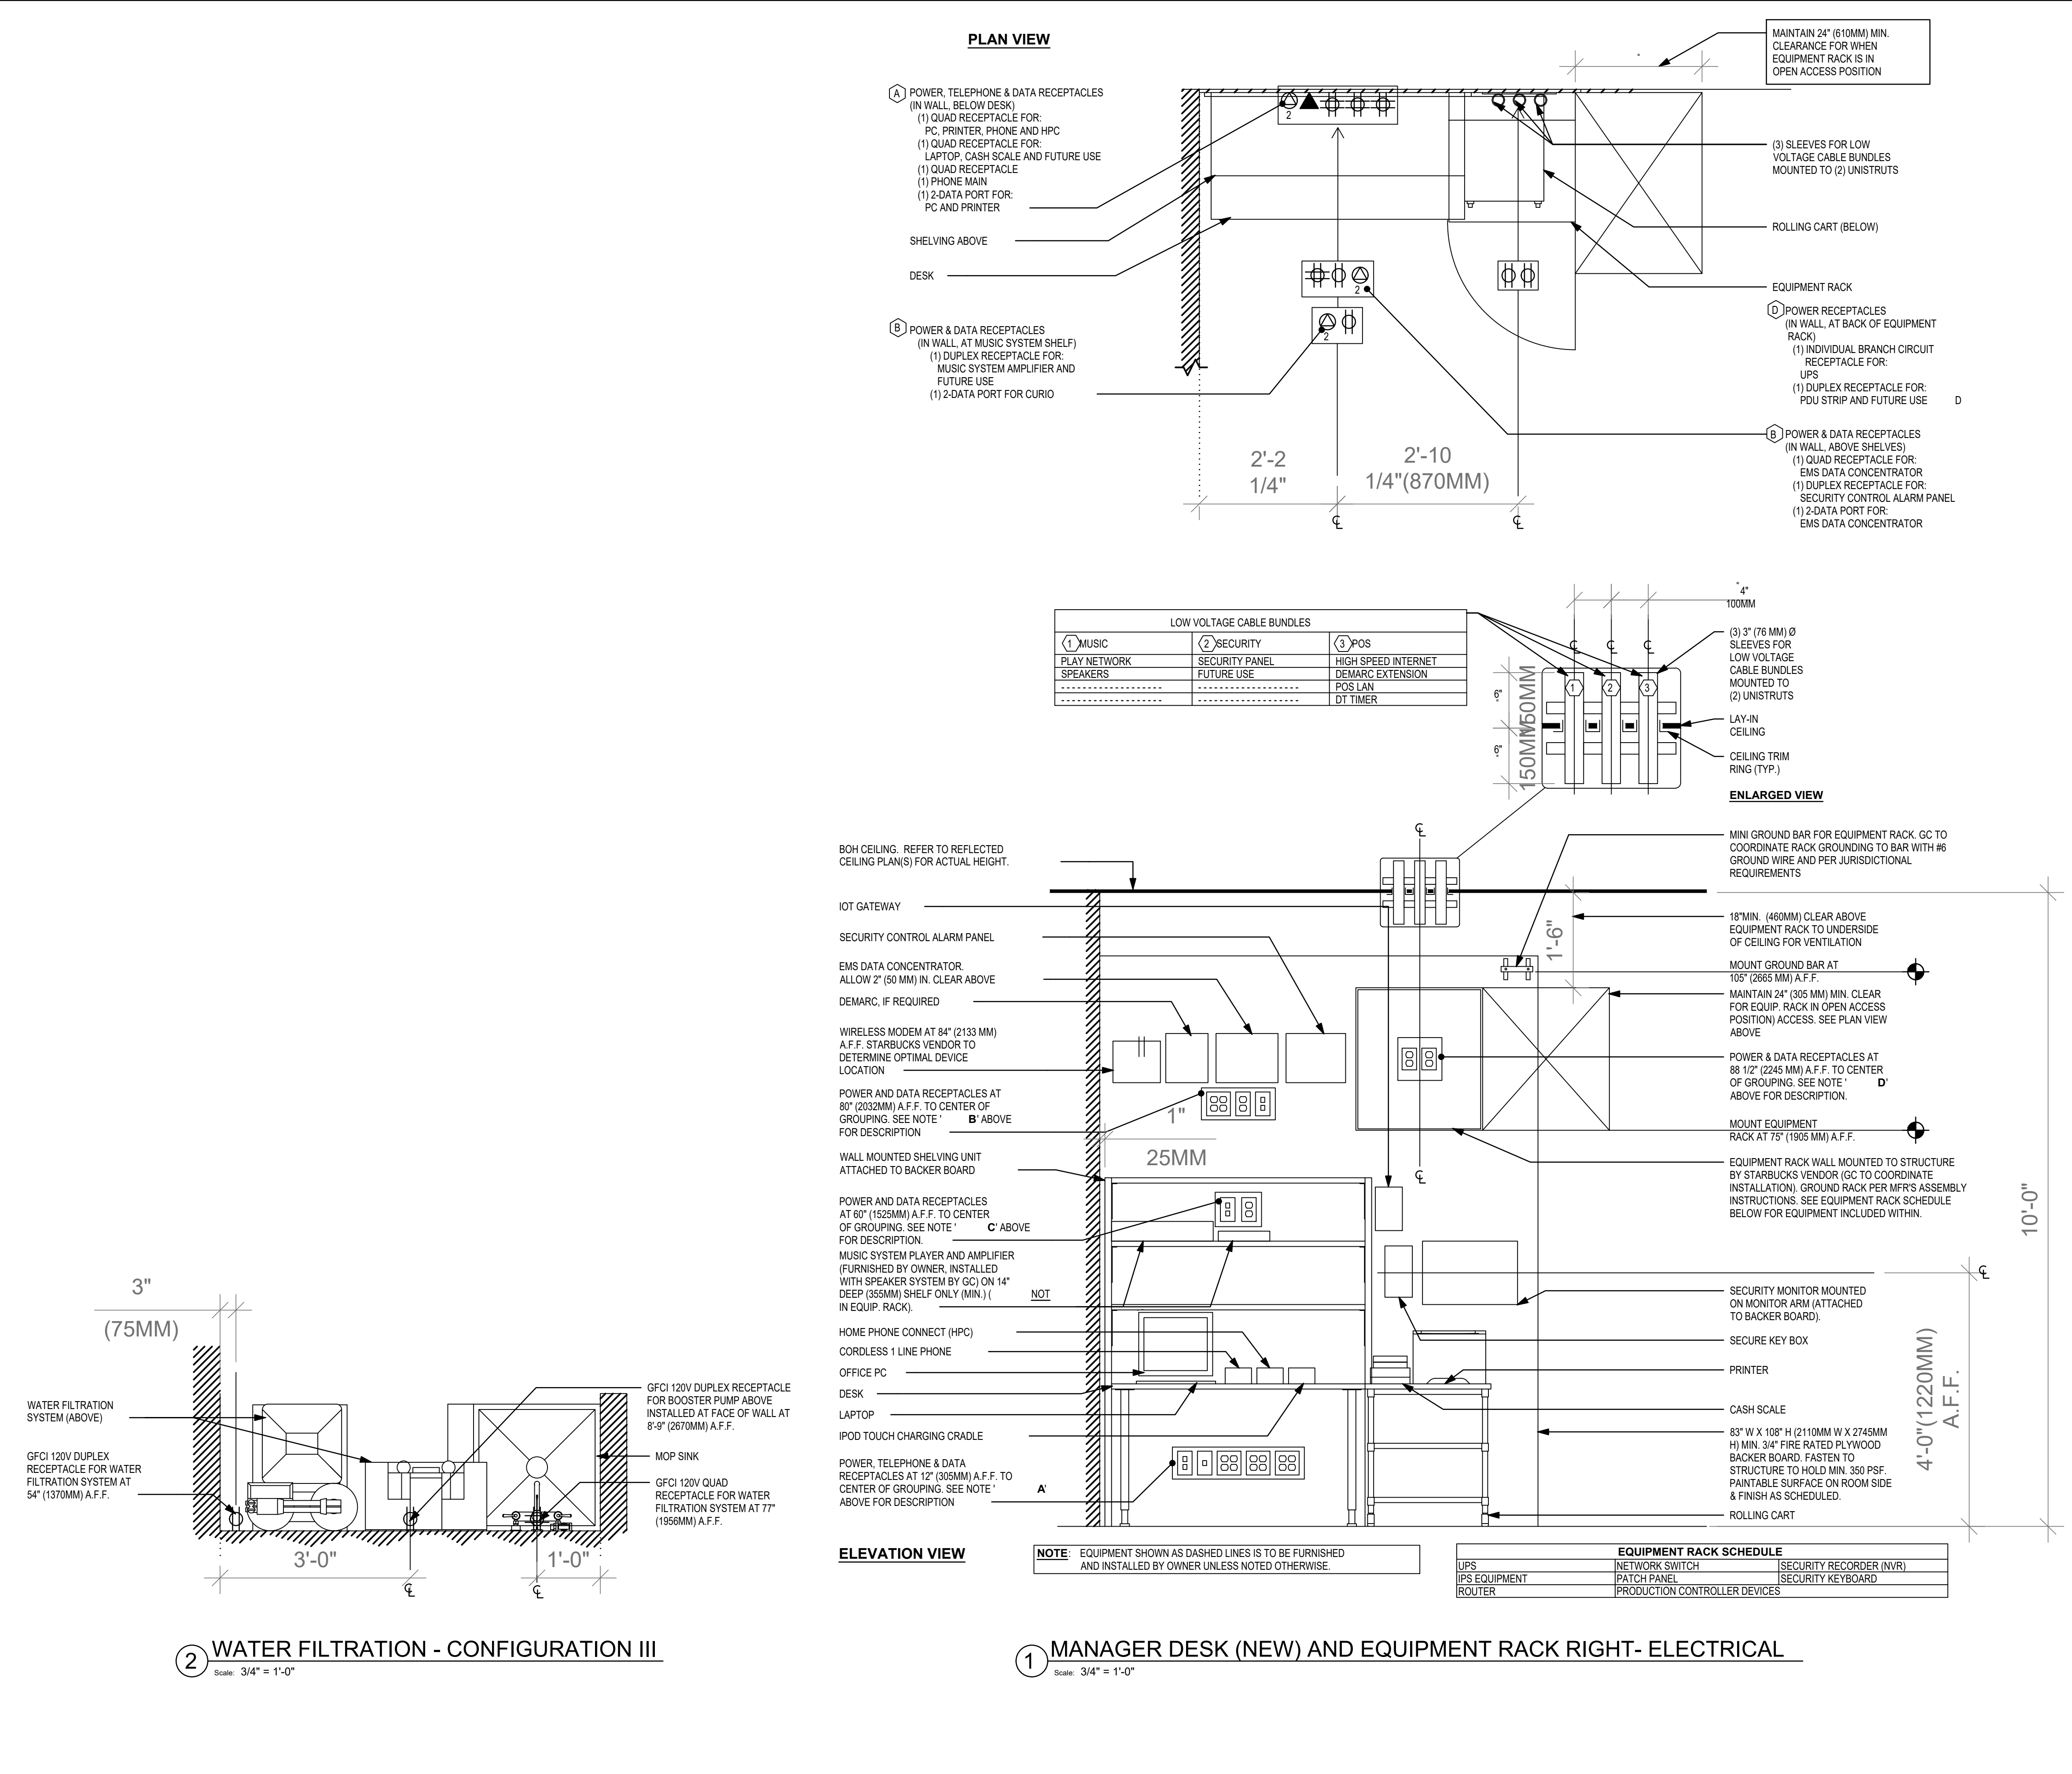 PLAN VIEW
MAINTAIN 24" (610MM) MIN.
CLEARANCE FOR WHEN
EQUIPMENT RACK IS IN
OPEN ACCESS POSITION
A
POWER, TELEPHONE & DATA RECEPTACLES
(IN WALL, BELOW DESK)
(1) QUAD RECEPTACLE FOR:
PC, PRINTER, PHONE AND HPC
(1) QUAD RECEPTACLE FOR:
LAPTOP, CASH SCALE AND FUTURE USE
(1) QUAD RECEPTACLE
(1) PHONE MAIN
(1) 2-DATA PORT FOR:
PC AND PRINTER
SHELVING ABOVE
DESK
B
POWER & DATA RECEPTACLES
(IN WALL, AT MUSIC SYSTEM SHELF)
(1) DUPLEX RECEPTACLE FOR:
MUSIC SYSTEM AMPLIFIER AND
FUTURE USE
(1) 2-DATA PORT FOR CURIO
2
2
2
2'-2
1/4"
2'-10
1/4"(870MM)
(3) SLEEVES FOR LOW
VOLTAGE CABLE BUNDLES
MOUNTED TO (2) UNISTRUTS
ROLLING CART (BELOW)
EQUIPMENT RACK
D
POWER RECEPTACLES
(IN WALL, AT BACK OF EQUIPMENT
RACK)
(1) INDIVIDUAL BRANCH CIRCUIT
RECEPTACLE FOR:
UPS
(1) DUPLEX RECEPTACLE FOR:
PDU STRIP AND FUTURE USE D
B
POWER & DATA RECEPTACLES
(IN WALL, ABOVE SHELVES)
(1) QUAD RECEPTACLE FOR:
EMS DATA CONCENTRATOR
(1) DUPLEX RECEPTACLE FOR:
SECURITY CONTROL ALARM PANEL
(1) 2-DATA PORT FOR:
EMS DATA CONCENTRATOR
LOW VOLTAGE CABLE BUNDLES
1 MUSIC 2 SECURITY 3 POS
PLAY NETWORK SECURITY PANEL HIGH SPEED INTERNET
SPEAKERS FUTURE USE DEMARC EXTENSION
------------------ ------------------ POS LAN
------------------ ------------------ DT TIMER
4"
100MM
1 2 3
6"
150MM
6"
150MM
(3) 3" (76 MM) Ø
SLEEVES FOR
LOW VOLTAGE
CABLE BUNDLES
MOUNTED TO
(2) UNISTRUTS
LAY-IN
CEILING
CEILING TRIM
RING (TYP.)
ENLARGED VIEW
BOH CEILING. REFER TO REFLECTED
CEILING PLAN(S) FOR ACTUAL HEIGHT.
IOT GATEWAY
SECURITY CONTROL ALARM PANEL
EMS DATA CONCENTRATOR.
ALLOW 2" (50 MM) IN. CLEAR ABOVE
DEMARC, IF REQUIRED
WIRELESS MODEM AT 84" (2133 MM)
A.F.F. STARBUCKS VENDOR TO
DETERMINE OPTIMAL DEVICE
LOCATION
POWER AND DATA RECEPTACLES AT
80" (2032MM) A.F.F. TO CENTER OF
GROUPING. SEE NOTE ' B' ABOVE
FOR DESCRIPTION
WALL MOUNTED SHELVING UNIT
ATTACHED TO BACKER BOARD
POWER AND DATA RECEPTACLES
AT 60" (1525MM) A.F.F. TO CENTER
OF GROUPING. SEE NOTE ' C' ABOVE
FOR DESCRIPTION.
MUSIC SYSTEM PLAYER AND AMPLIFIER
(FURNISHED BY OWNER, INSTALLED
WITH SPEAKER SYSTEM BY GC) ON 14"
DEEP (355MM) SHELF ONLY (MIN.) ( NOT
IN EQUIP. RACK).
HOME PHONE CONNECT (HPC)
CORDLESS 1 LINE PHONE
OFFICE PC
DESK
LAPTOP
IPOD TOUCH CHARGING CRADLE
POWER, TELEPHONE & DATA
RECEPTACLES AT 12" (305MM) A.F.F. TO
CENTER OF GROUPING. SEE NOTE ' A'
ABOVE FOR DESCRIPTION
1"
25MM
1'-6"
10'-0"
4'-0"(1220MM)
A.F.F.
MINI GROUND BAR FOR EQUIPMENT RACK. GC TO
COORDINATE RACK GROUNDING TO BAR WITH #6
GROUND WIRE AND PER JURISDICTIONAL
REQUIREMENTS
18"MIN. (460MM) CLEAR ABOVE
EQUIPMENT RACK TO UNDERSIDE
OF CEILING FOR VENTILATION
MOUNT GROUND BAR AT
105" (2665 MM) A.F.F.
MAINTAIN 24" (305 MM) MIN. CLEAR
FOR EQUIP. RACK IN OPEN ACCESS
POSITION) ACCESS. SEE PLAN VIEW
ABOVE
POWER & DATA RECEPTACLES AT
88 1/2" (2245 MM) A.F.F. TO CENTER
OF GROUPING. SEE NOTE ' D'
ABOVE FOR DESCRIPTION.
MOUNT EQUIPMENT
RACK AT 75" (1905 MM) A.F.F.
EQUIPMENT RACK WALL MOUNTED TO STRUCTURE
BY STARBUCKS VENDOR (GC TO COORDINATE
INSTALLATION). GROUND RACK PER MFR'S ASSEMBLY
INSTRUCTIONS. SEE EQUIPMENT RACK SCHEDULE
BELOW FOR EQUIPMENT INCLUDED WITHIN.
SECURITY MONITOR MOUNTED
ON MONITOR ARM (ATTACHED
TO BACKER BOARD).
SECURE KEY BOX
PRINTER
CASH SCALE
83" W X 108" H (2110MM W X 2745MM
H) MIN. 3/4" FIRE RATED PLYWOOD
BACKER BOARD. FASTEN TO
STRUCTURE TO HOLD MIN. 350 PSF.
PAINTABLE SURFACE ON ROOM SIDE
& FINISH AS SCHEDULED.
ROLLING CART
ELEVATION VIEW
NOTE: EQUIPMENT SHOWN AS DASHED LINES IS TO BE FURNISHED
AND INSTALLED BY OWNER UNLESS NOTED OTHERWISE.
EQUIPMENT RACK SCHEDULE
UPS NETWORK SWITCH SECURITY RECORDER (NVR)
IPS EQUIPMENT PATCH PANEL SECURITY KEYBOARD
ROUTER PRODUCTION CONTROLLER DEVICES
3"
(75MM)
WATER FILTRATION
SYSTEM (ABOVE)
GFCI 120V DUPLEX
RECEPTACLE FOR WATER
FILTRATION SYSTEM AT
54" (1370MM) A.F.F.
GFCI 120V DUPLEX RECEPTACLE
FOR BOOSTER PUMP ABOVE
INSTALLED AT FACE OF WALL AT
8'-9" (2670MM) A.F.F.
MOP SINK
GFCI 120V QUAD
RECEPTACLE FOR WATER
FILTRATION SYSTEM AT 77"
(1956MM) A.F.F.
3'-0"
1'-0"
2 WATER FILTRATION - CONFIGURATION III
Scale: 3/4" = 1'-0"
1 MANAGER DESK (NEW) AND EQUIPMENT RACK RIGHT- ELECTRICAL
Scale: 3/4" = 1'-0"